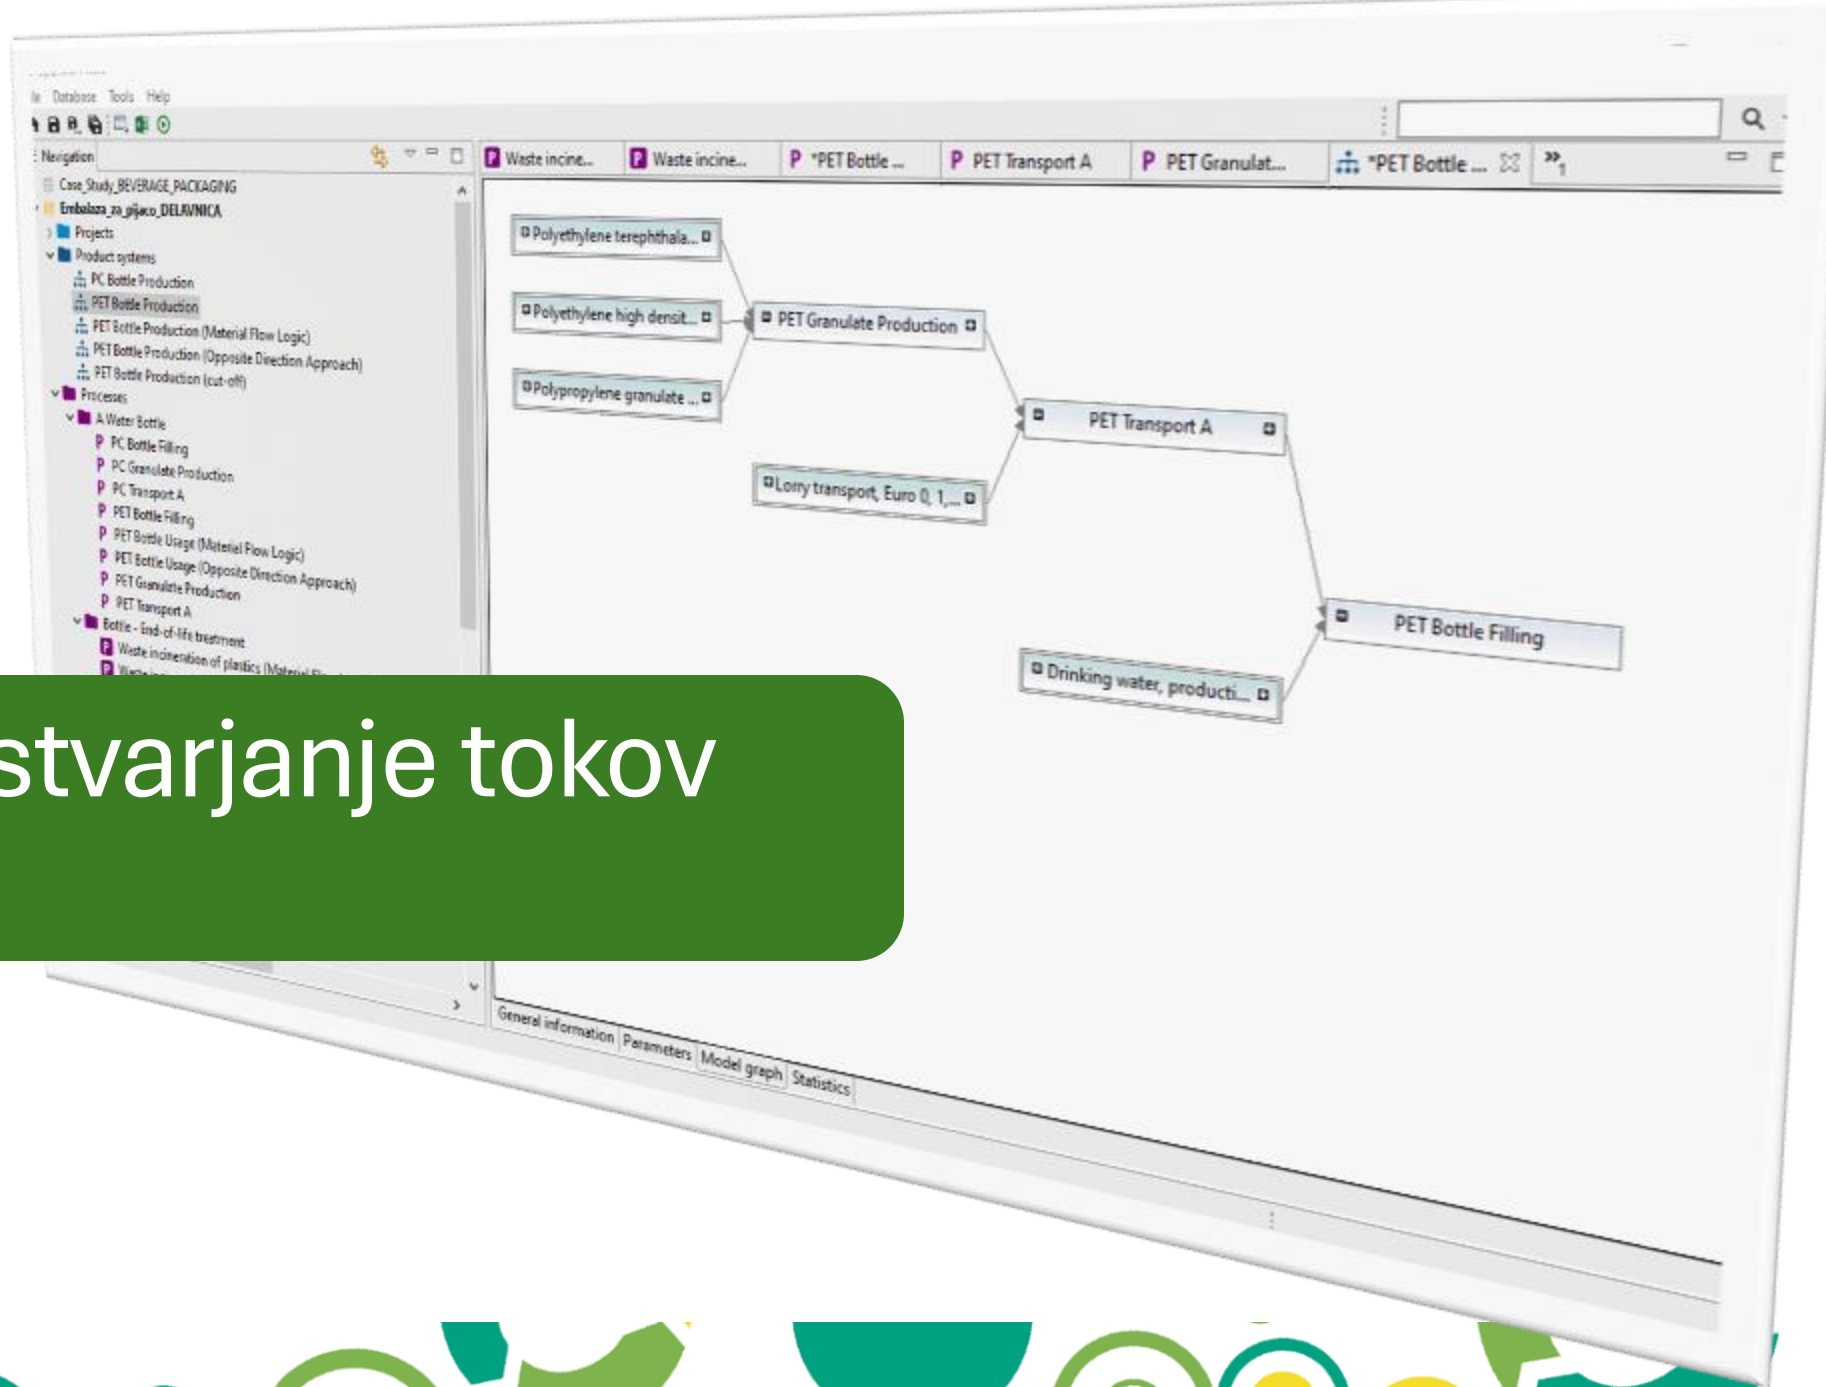 Database Tools Help
Navigation
Case_Study_BEVERAGE_PACKAGING
Embalaza_za_pijaco_DELAVNICA
Projects
Product systems
PC Bottle Production
PET Bottle Production
PET Bottle Production (Material Flow Logic)
PET Bottle Production (Opposite Direction Approach)
PET Bottle Production (cut-off)
Processes
A Water Bottle
PC Bottle Filling
PC Granulate Production
PC Transport A
PET Bottle Filling
PET Bottle Usage (Material Flow Logic)
PET Bottle Usage (Opposite Direction Approach)
PET Granulate Production
PET Transport A
Bottle - End-of-life treatment
Waste incineration of plastics (Material
Waste incine...
Waste incine...
*PET Bottle ...
PET Transport A
PET Granulat...
*PET Bottle ...
Polyethylene terephthala...
Polyethylene high densit...
Polypropylene granulate ...
PET Granulate Production
PET Transport A
Lorry transport, Euro 0, 1,...
PET Bottle Filling
Drinking water, producti...
stvarjanje tokov
General information
Parameters
Model graph
Statistics